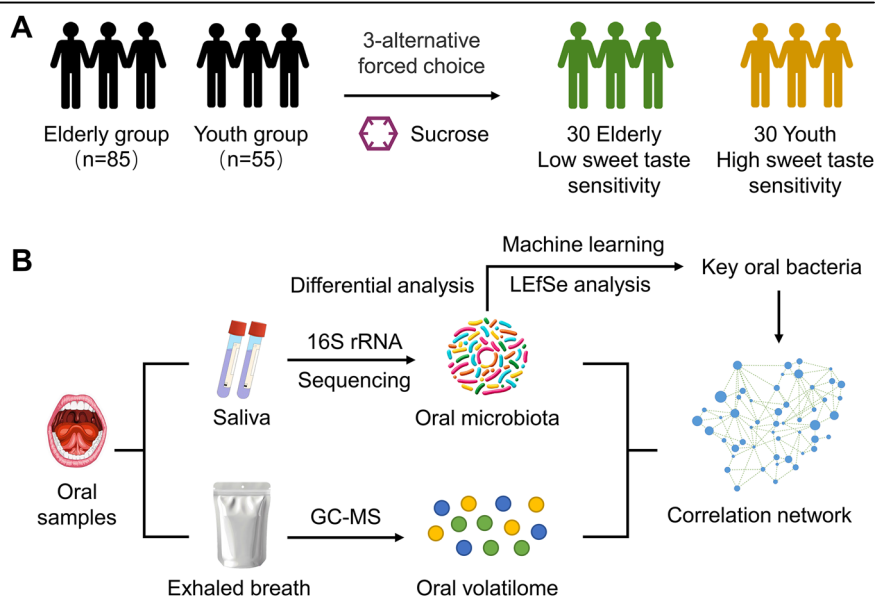 A
3-alternative
forced choice
Sucrose
Elderly group
(n=85)
Youth group
(n=55)
30 Elderly
Low sweet taste
sensitivity
30 Youth
High sweet taste
sensitivity
B
Machine learning
Differential analysis
LEfSe analysis
Key oral bacteria
16S rRNA
Sequencing
Saliva
Oral microbiota
Oral
samples
GC-MS
Exhaled breath
Oral volatilome
Correlation network